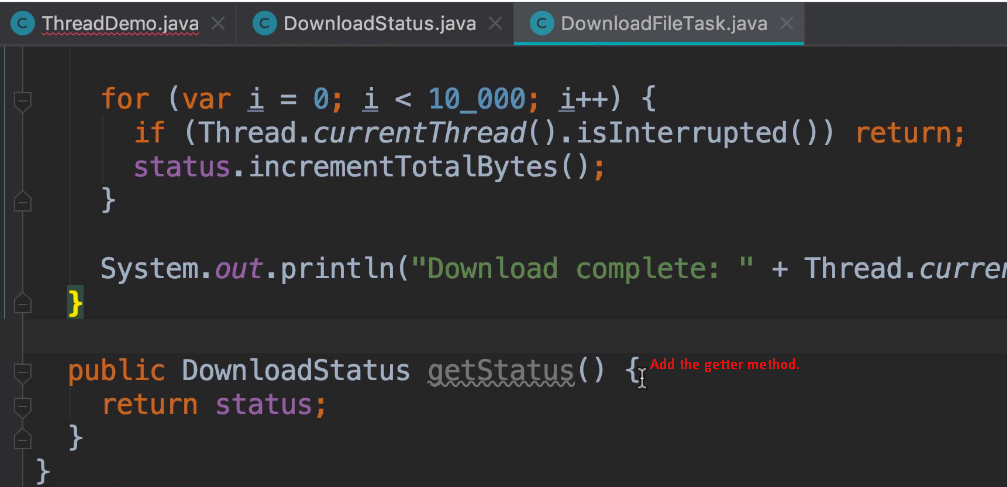 ThreadDemo.java DownloadStatus.java DownloadFileTask.java
for (var i = 0; i < 10_000; i++) {
if (Thread.currentThread().isInterrupted()) return;
status.incrementTotalBytes();
}
System.out.println("Download complete: " + Thread.curren
}
public DownloadStatus getStatus() { Add the getter method.
return status;
}
}